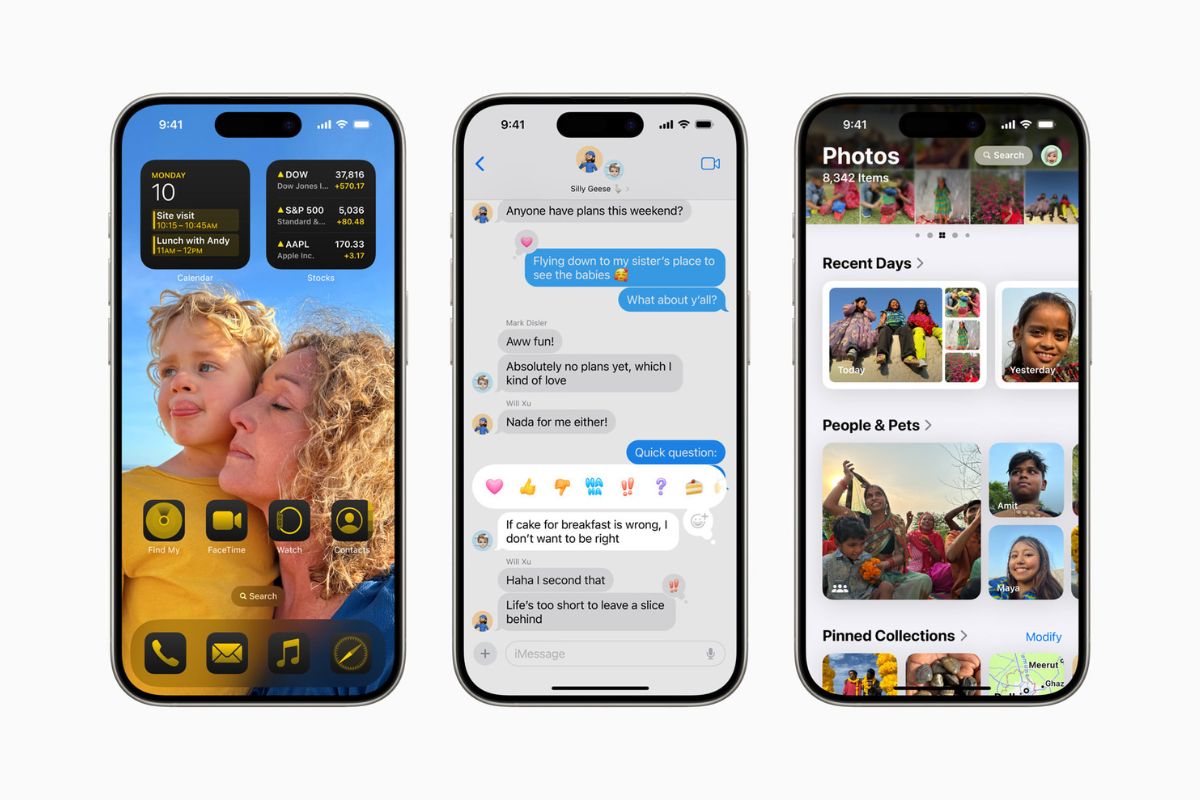 9:41
MONDAY
10
Site visit
10:15 – 10:45AM
Lunch with Andy
11AM – 12PM
Calendar
▲DOW 37,816
Dow Jones I... +570.17
▲S&P 500 5,036
Standard &... +80.48
▲AAPL 170.33
Apple Inc. +3.17
Stocks
Find My
FaceTime
Watch
Contacts
Search
9:41
Silly Geese
Anyone have plans this weekend?
Flying down to my sister's place to
see the babies 🥰
What about y'all?
Mark Disler
Aww fun!
Absolutely no plans yet, which I
kind of love
Will Xu
Nada for me either!
Quick question:
HA
HA
‼
?
If cake for breakfast is wrong, I
don't want to be right
Will Xu
Haha I second that
‼
Life's too short to leave a slice
behind
iMessage
9:41
Photos
Search
8,342 Items
Recent Days
Today
Yesterday
People & Pets
Amit
Maya
Pinned Collections
Modify
Meerut